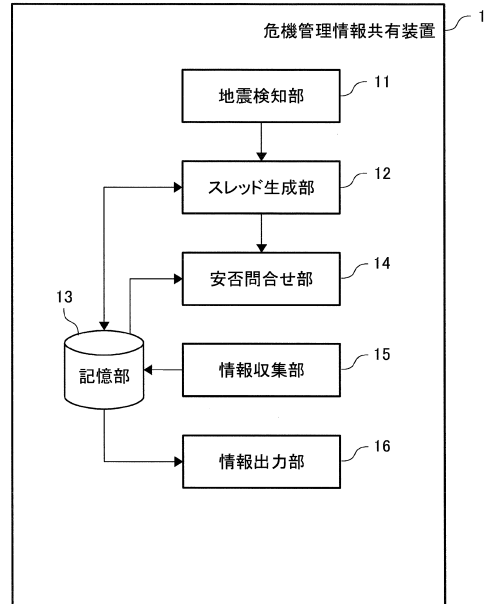 危機管理情報共有装置 1
地震検知部 11
スレッド生成部 12
安否問合せ部 14
13
記憶部
情報収集部 15
情報出力部 16